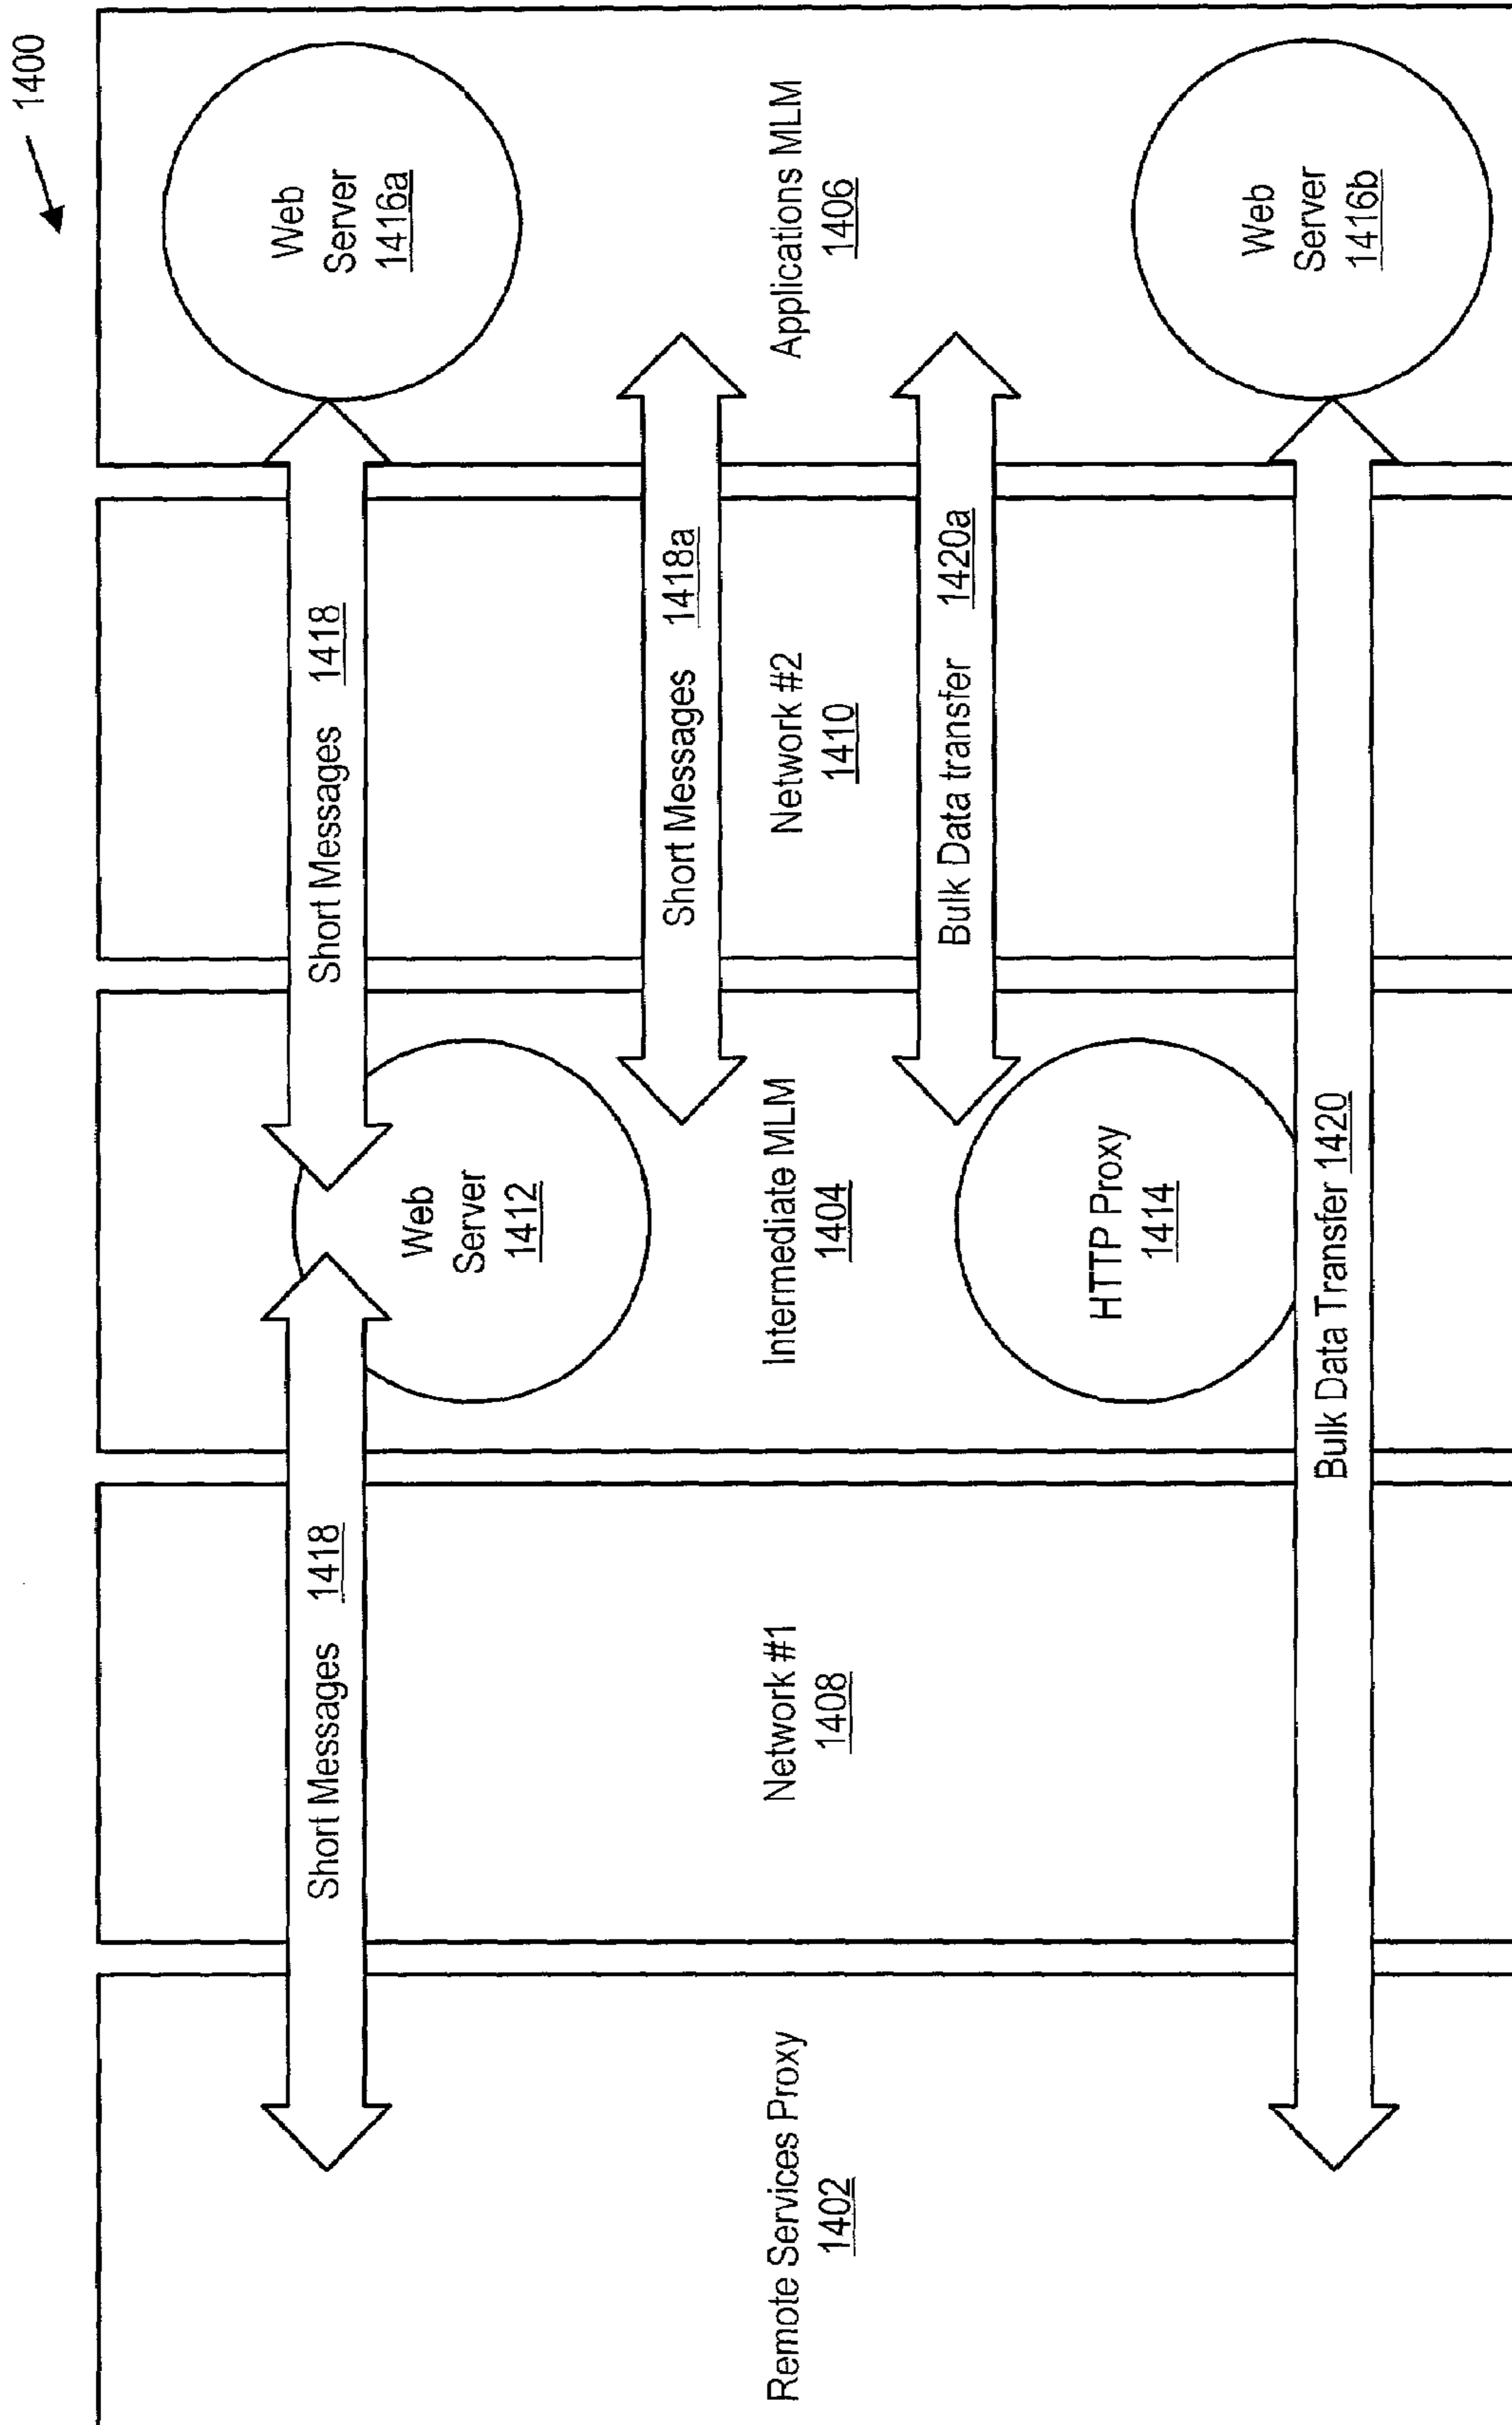 1400
Short Messages 1418
Short Messages 1418
Web
Server
1412
Web
Server
1416a
Short Messages 1418a
Remote Services Proxy
1402
Network #1
1408
Intermediate MLM
1404
Network #2
1410
Applications MLM
1406
Bulk Data transfer 1420a
HTTP Proxy
1414
Web
Server
1416b
Bulk Data Transfer 1420